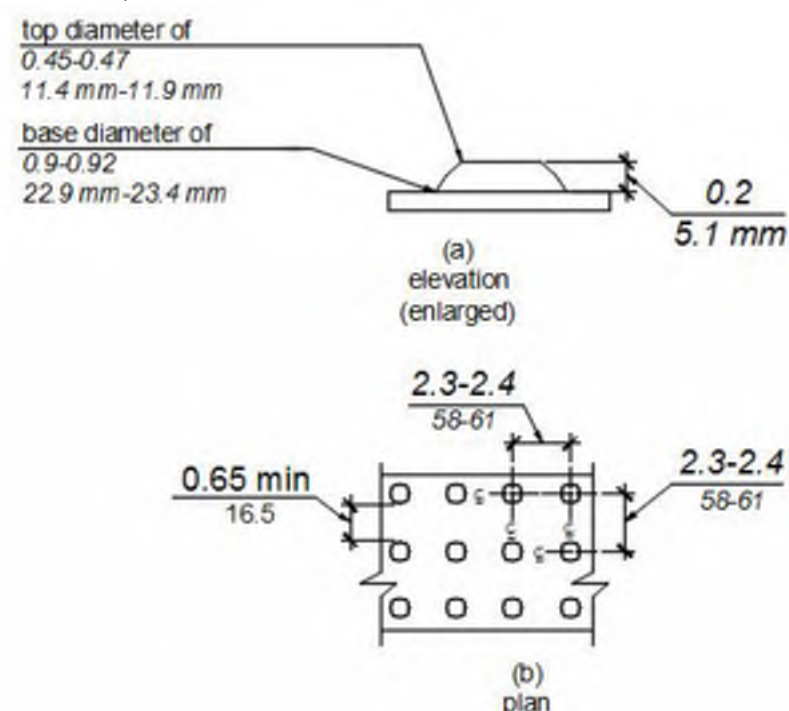 top diameter of
0.45-0.47
11.4 mm-11.9 mm
base diameter of
0.9-0.92
22.9 mm-23.4 mm
0.2
5.1 mm
(a)
elevation
(enlarged)
2.3-2.4
58-61
2.3-2.4
58-61
0.65 min
16.5
(b)
plan